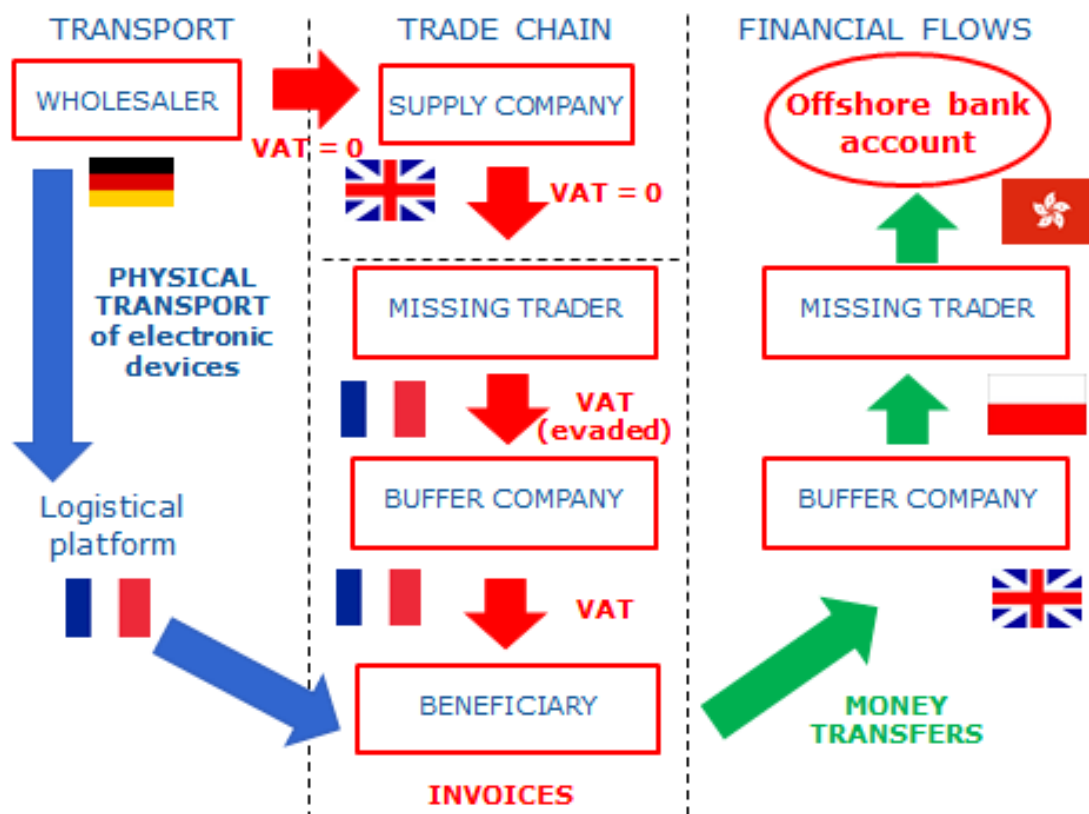 TRANSPORT
WHOLESALER
PHYSICAL
TRANSPORT
of electronic
devices
Logistical
platform
TRADE CHAIN
VAT = 0
SUPPLY COMPANY
VAT = 0
MISSING TRADER
VAT
(evaded)
BUFFER COMPANY
VAT
BENEFICIARY
INVOICES
FINANCIAL FLOWS
Offshore bank
account
MISSING TRADER
BUFFER COMPANY
MONEY
TRANSFERS